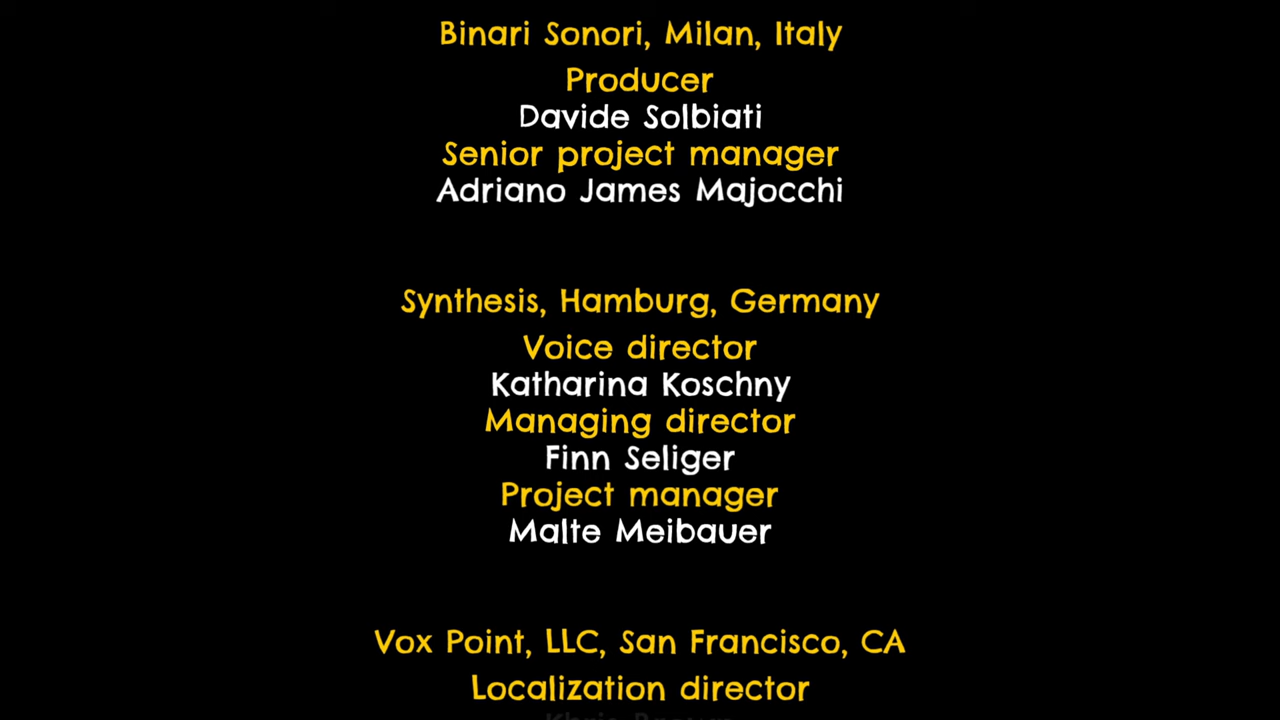 Binari Sonori, Milan, Italy
Producer
Davide Solbiati
Senior project manager
Adriano James Majocchi
Synthesis, Hamburg, Germany
Voice director
Katharina Koschny
Managing director
Finn Seliger
Project manager
Malte Meibauer
Vox Point, LLC, San Francisco, CA
Localization director